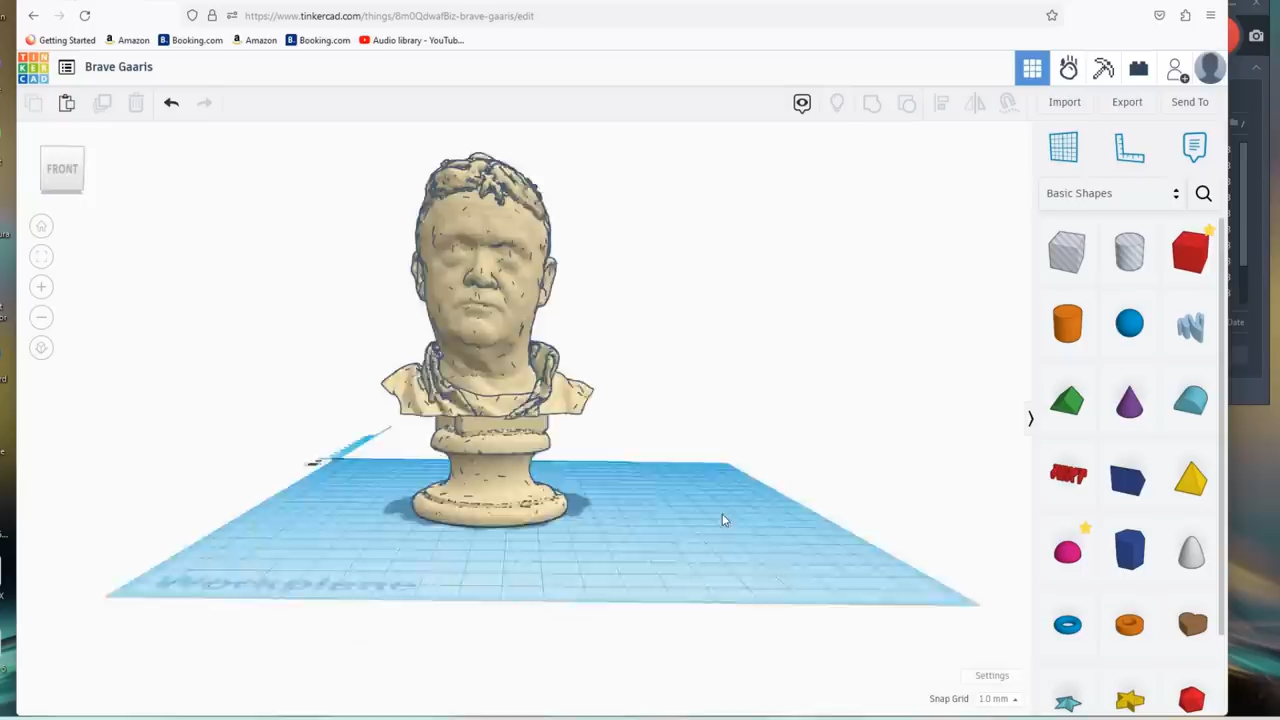 https://www.tinkercad.com/things/8m0QdwafBiz-brave-gaaris/edit
Getting Started
Amazon
Booking.com
Amazon
Booking.com
Audio library - YouTub...
TIN
KER
CAD
Brave Gaaris
Import
Export
Send To
FRONT
Basic Shapes
TEXT
Workplane
Settings
Snap Grid
1.0 mm
Date